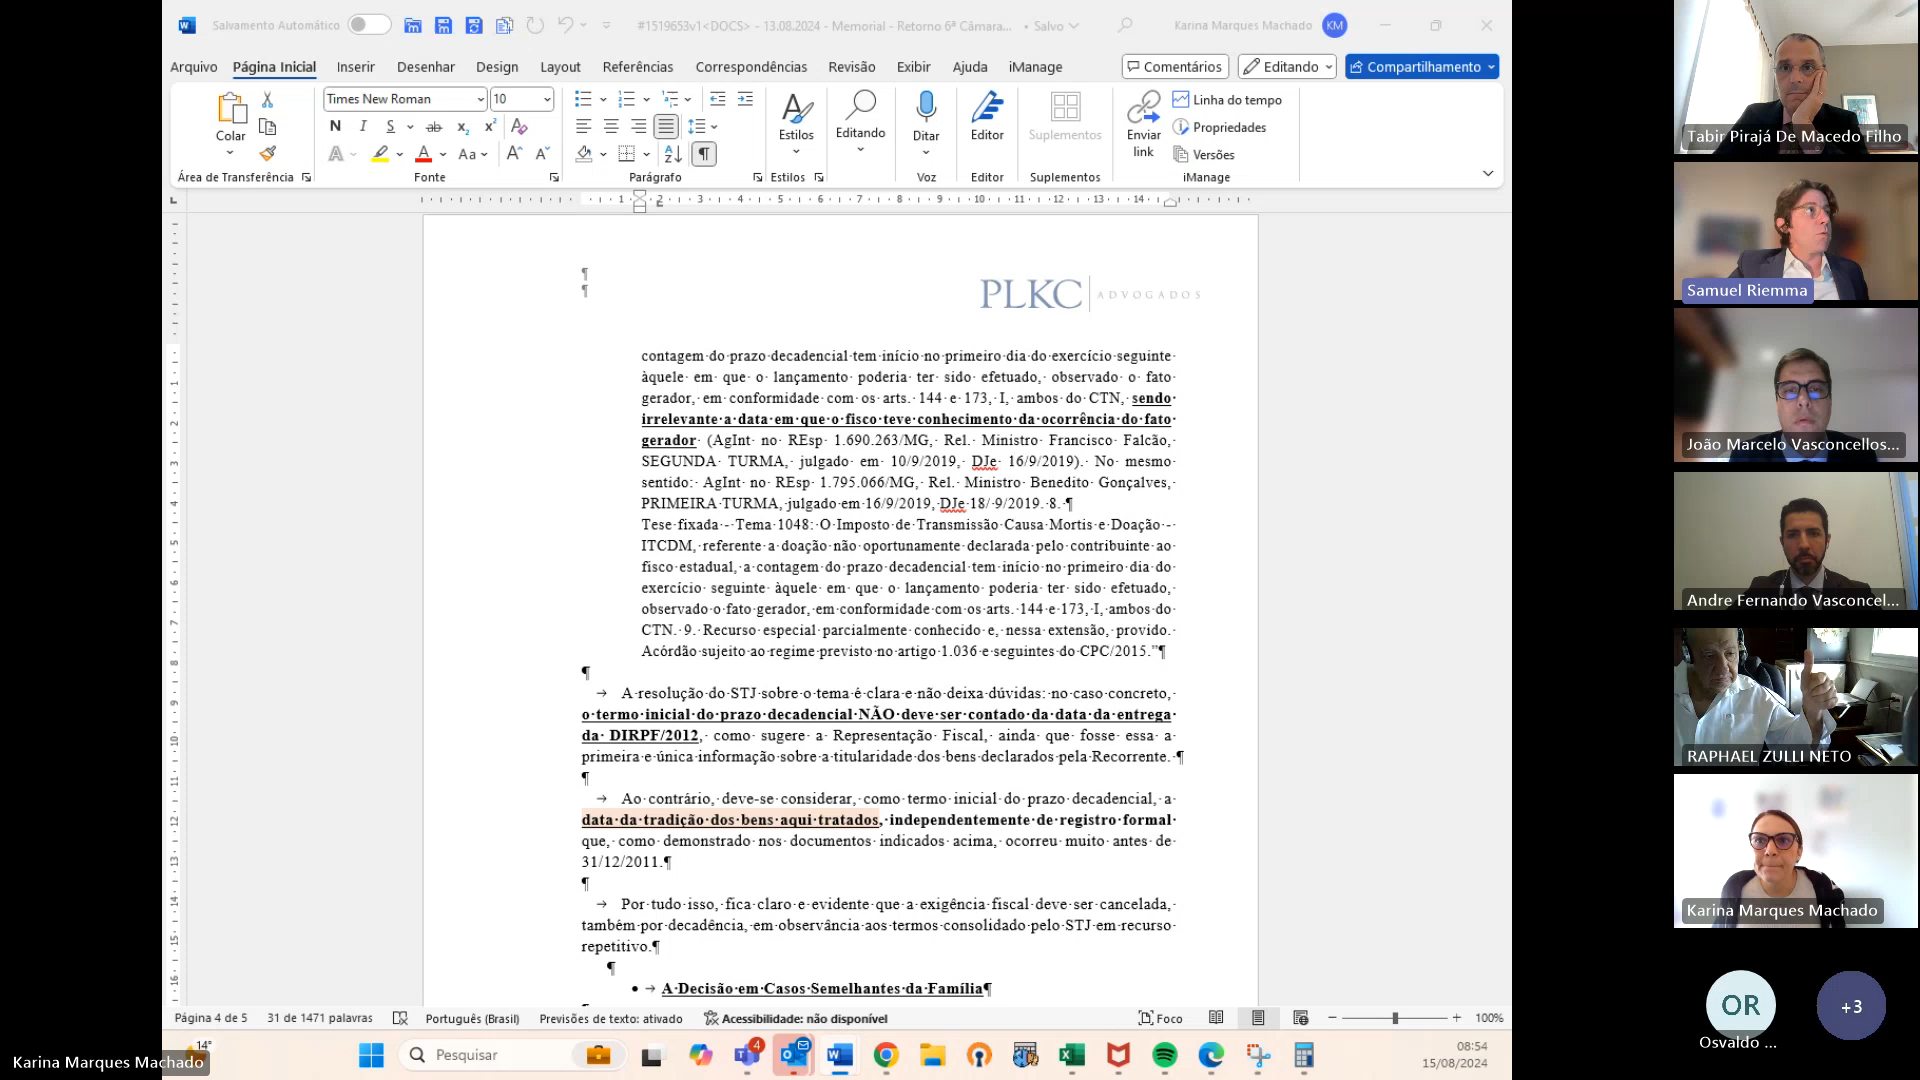 Salvamento Automático
#1519653v1<DOCS> - 13.08.2024 - Memorial - Retorno 6ª Câmara... • Salvo
Karina Marques Machado
KM
Arquivo Página Inicial Inserir Desenhar Design Layout Referências Correspondências Revisão Exibir Ajuda iManage
Comentários
Editando
Compartilhamento
Colar
Times New Roman
10
N I S ab x₂ x²
Aa
Estilos
Editando
Ditar
Editor
Suplementos
Enviar link
Linha do tempo
Propriedades
Versões
Área de Transferência
Fonte
Parágrafo
Estilos
Voz
Editor
Suplementos
iManage
PLKC ADVOGADOS
contagem do prazo decadencial tem início no primeiro dia do exercício seguinte
àquele em que o lançamento poderia ter sido efetuado, observado o fato
gerador, em conformidade com os arts. 144 e 173, I, ambos do CTN, sendo
irrelevante a data em que o fisco teve conhecimento da ocorrência do fato
gerador (AgInt no REsp 1.690.263/MG, Rel. Ministro Francisco Falcão,
SEGUNDA TURMA, julgado em 10/9/2019, DJe 16/9/2019). No mesmo
sentido: AgInt no REsp 1.795.066/MG, Rel. Ministro Benedito Gonçalves,
PRIMEIRA TURMA, julgado em 16/9/2019, DJe 18/ 9/2019. 8. ¶
Tese fixada - Tema 1048: O Imposto de Transmissão Causa Mortis e Doação -
ITCDM, referente a doação não oportunamente declarada pelo contribuinte ao
fisco estadual, a contagem do prazo decadencial tem início no primeiro dia do
exercício seguinte àquele em que o lançamento poderia ter sido efetuado,
observado o fato gerador, em conformidade com os arts. 144 e 173, I, ambos do
CTN. 9. Recurso especial parcialmente conhecido e, nessa extensão, provido.
Acórdão sujeito ao regime previsto no artigo 1.036 e seguintes do CPC/2015.”¶
→ A resolução do STJ sobre o tema é clara e não deixa dúvidas: no caso concreto,
o termo inicial do prazo decadencial NÃO deve ser contado da data da entrega
da DIRPF/2012, como sugere a Representação Fiscal, ainda que fosse essa a
primeira e única informação sobre a titularidade dos bens declarados pela Recorrente. ¶
→ Ao contrário, deve-se considerar, como termo inicial do prazo decadencial, a
data da tradição dos bens aqui tratados, independentemente de registro formal
que, como demonstrado nos documentos indicados acima, ocorreu muito antes de
31/12/2011.¶
→ Por tudo isso, fica claro e evidente que a exigência fiscal deve ser cancelada,
também por decadência, em observância aos termos consolidado pelo STJ em recurso
repetitivo.¶
• → A Decisão em Casos Semelhantes da Família¶
Página 4 de 5
31 de 1471 palavras
Português (Brasil)
Previsões de texto: ativado
Acessibilidade: não disponível
Foco
100%
14°
Pesquisar
4
08:54
15/08/2024
Karina Marques Machado
Tabir Pirajá De Macedo Filho
Samuel Riemma
João Marcelo Vasconcellos...
Andre Fernando Vasconcel...
RAPHAEL ZULLI NETO
Karina Marques Machado
OR
Osvaldo ...
+3